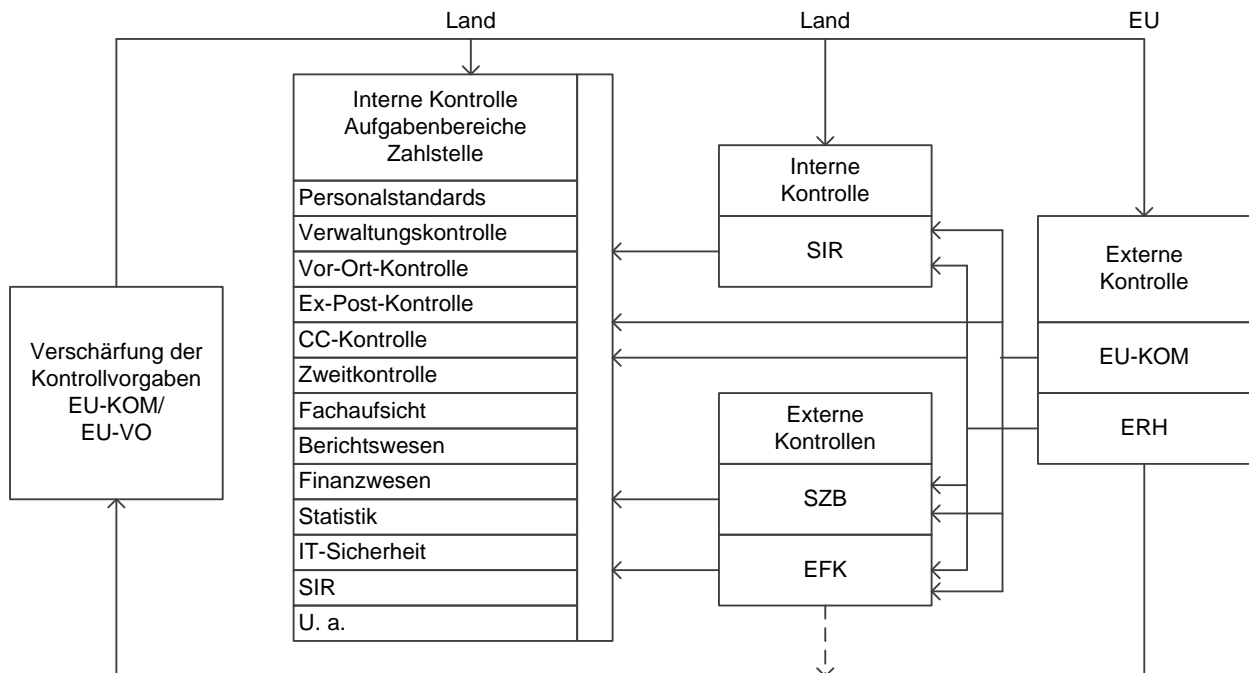 Land
Land
EU
Interne Kontrolle
Aufgabenbereiche
Zahlstelle
Personalstandards
Verwaltungskontrolle
Vor-Ort-Kontrolle
Ex-Post-Kontrolle
CC-Kontrolle
Zweitkontrolle
Fachaufsicht
Berichtswesen
Finanzwesen
Statistik
IT-Sicherheit
SIR
U. a.
Verschärfung der
Kontrollvorgaben
EU-KOM/
EU-VO
Interne
Kontrolle
SIR
Externe
Kontrollen
SZB
EFK
Externe
Kontrolle
EU-KOM
ERH